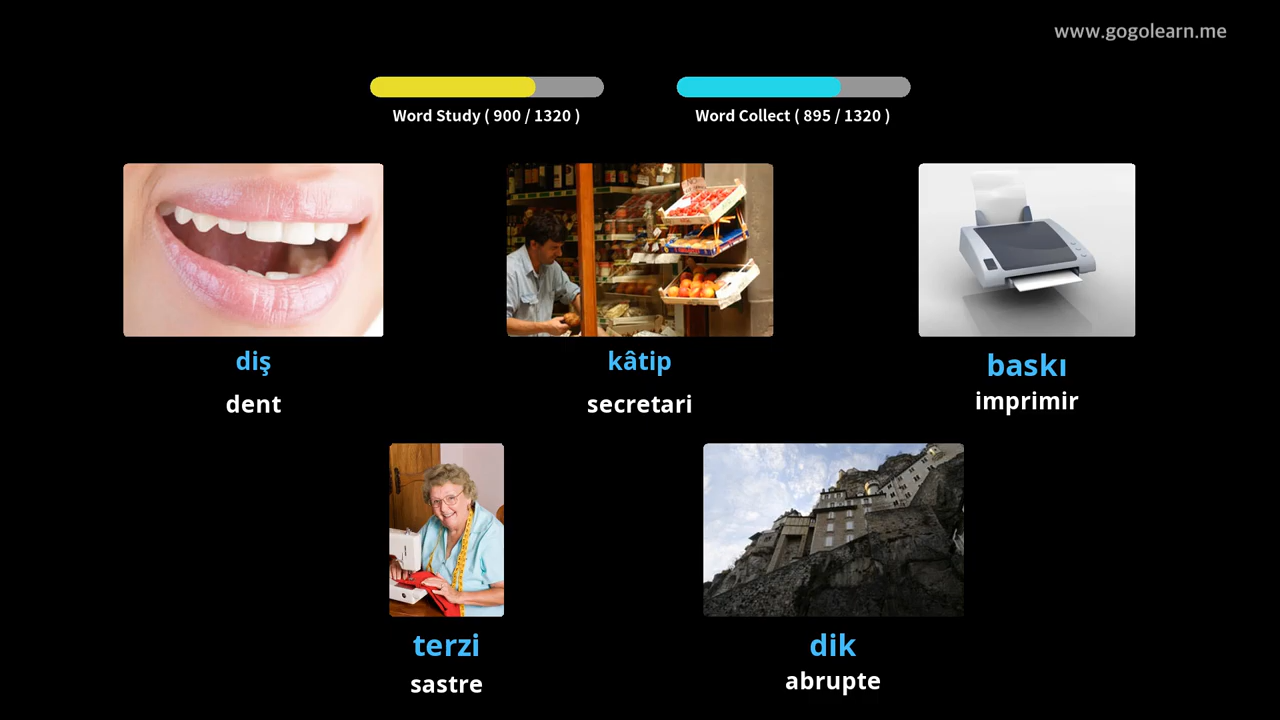 www.gogolearn.me
Word Study ( 900 / 1320 )
Word Collect ( 895 / 1320 )
diş
kâtip
baskı
dent
secretari
imprimir
terzi
dik
sastre
abrupte